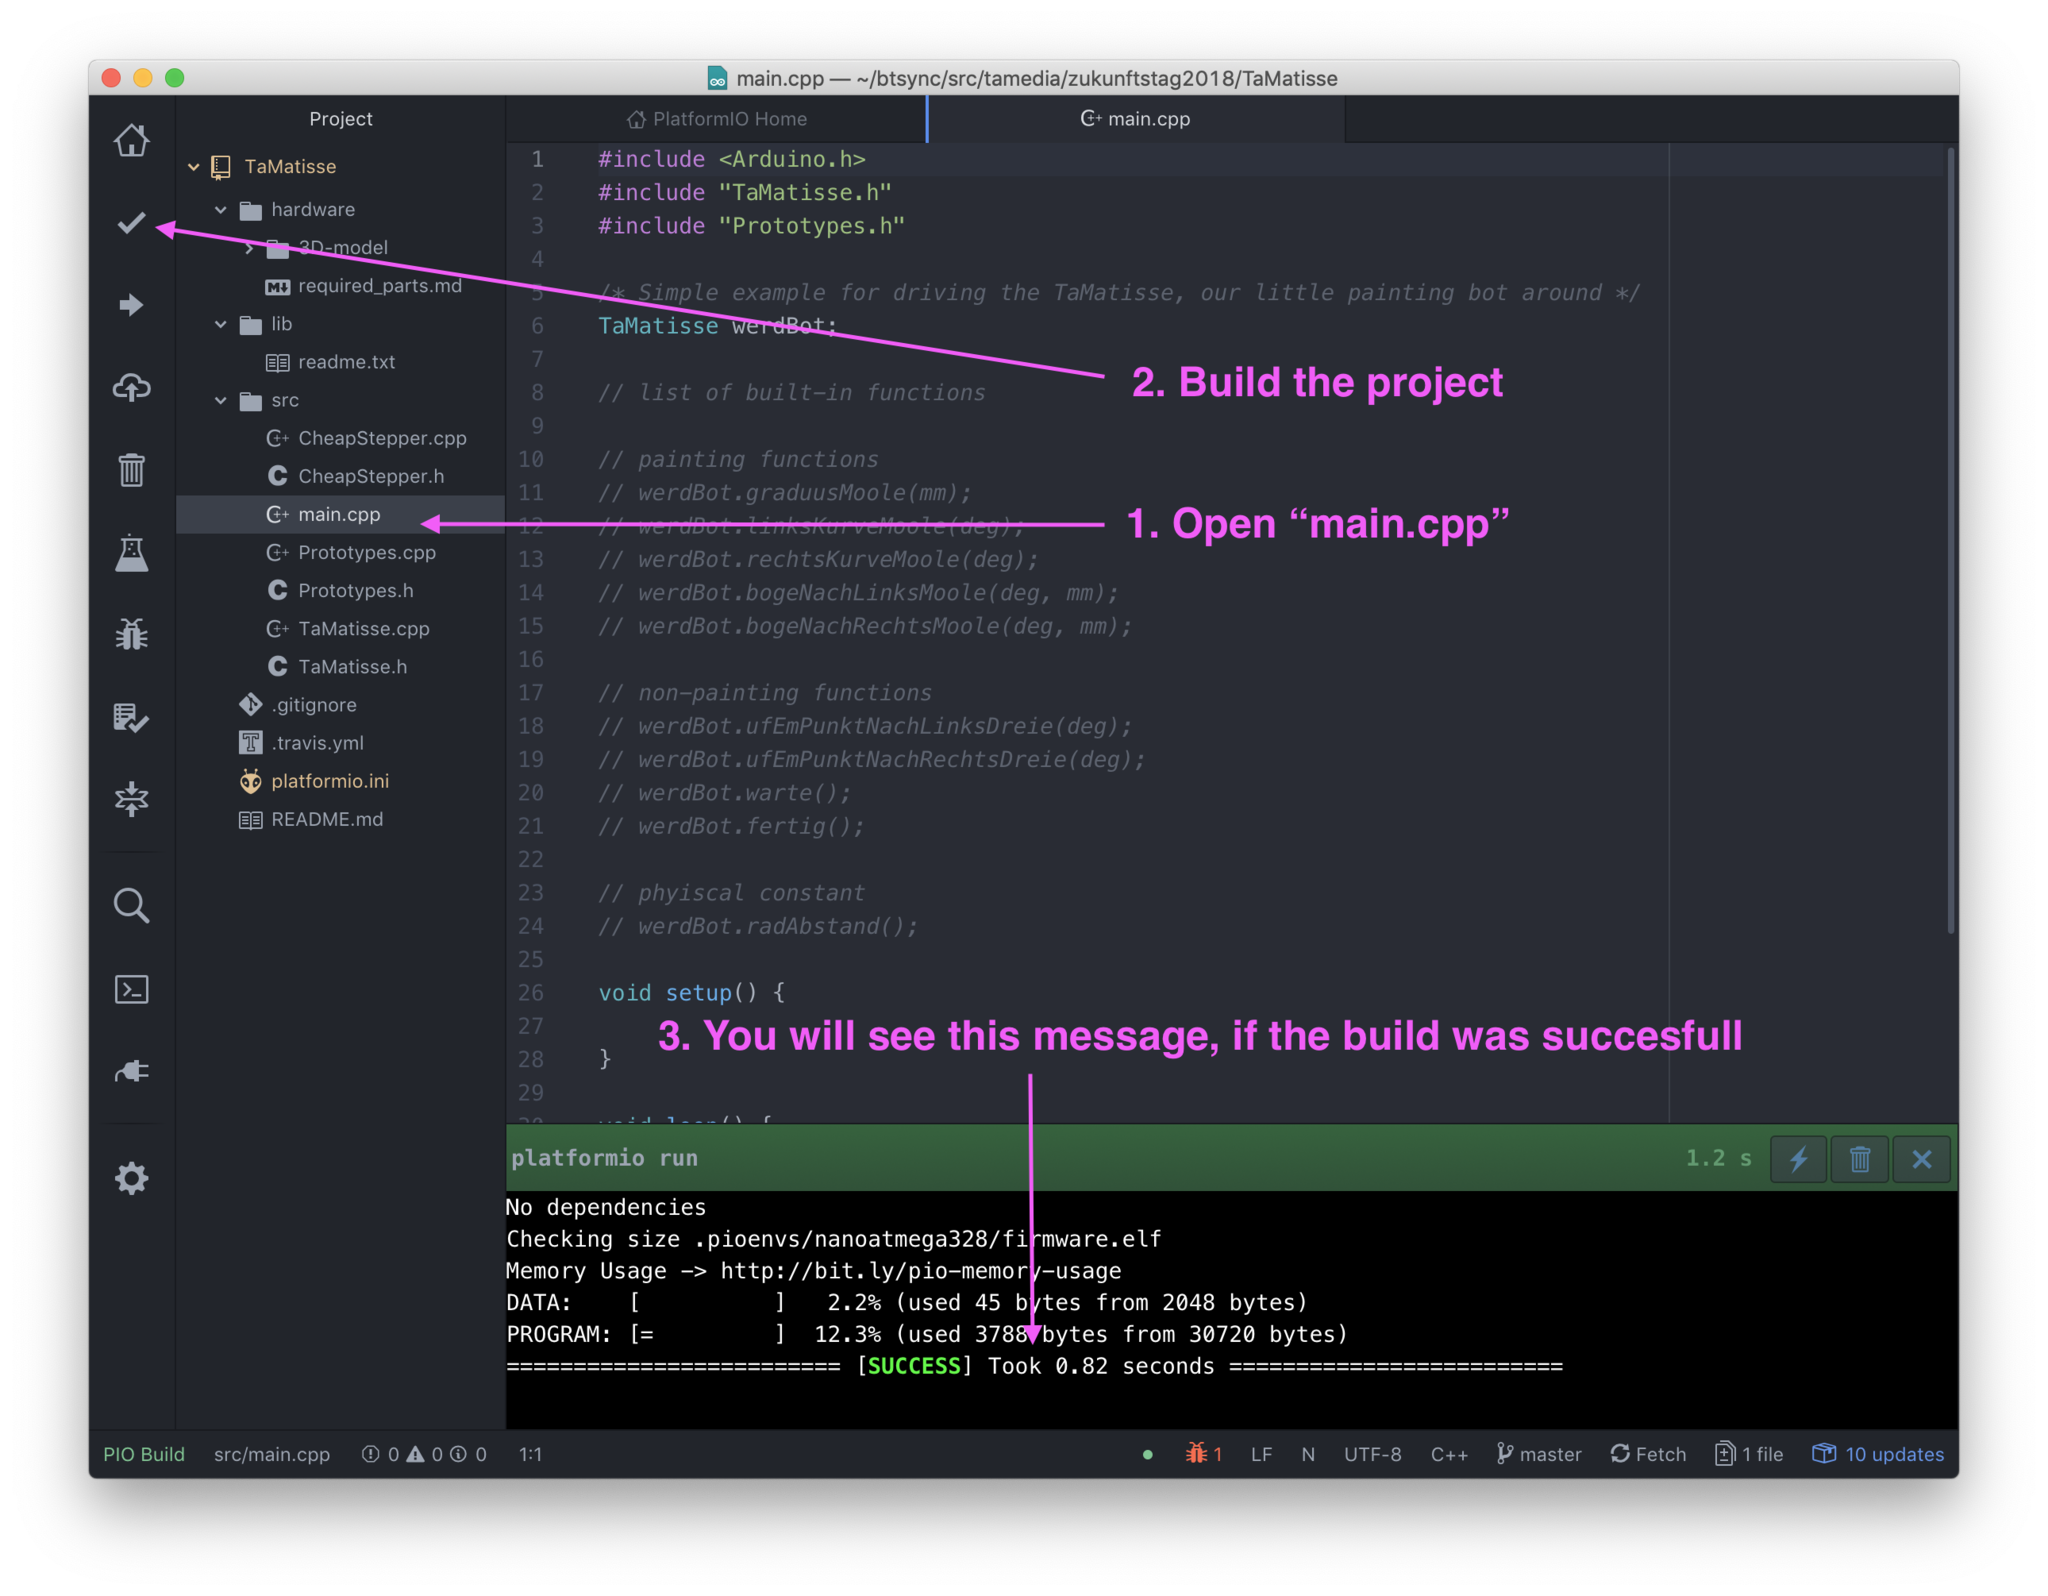 main.cpp — ~/btsync/src/tamedia/zukunftstag2018/TaMatisse
Project
PlatformIO Home
C++ main.cpp
TaMatisse
hardware
3D-model
required_parts.md
lib
readme.txt
src
CheapStepper.cpp
CheapStepper.h
main.cpp
Prototypes.cpp
Prototypes.h
TaMatisse.cpp
TaMatisse.h
.gitignore
.travis.yml
platformio.ini
README.md
1 #include <Arduino.h>
2 #include "TaMatisse.h"
3 #include "Prototypes.h"
4
5 /* Simple example for driving the TaMatisse, our little painting bot around */
6 TaMatisse werdBot;
7
8 // list of built-in functions
9
10 // painting functions
11 // werdBot.graduusMoole(mm);
12 // werdBot.linksKurveMoole(deg);
13 // werdBot.rechtsKurveMoole(deg);
14 // werdBot.bogeNachLinksMoole(deg, mm);
15 // werdBot.bogeNachRechtsMoole(deg, mm);
16
17 // non-painting functions
18 // werdBot.ufEmPunktNachLinksDreie(deg);
19 // werdBot.ufEmPunktNachRechtsDreie(deg);
20 // werdBot.warte();
21 // werdBot.fertig();
22
23 // phyiscal constant
24 // werdBot.radAbstand();
25
26 void setup() {
27
28 }
29
30 void loop() {
2. Build the project
1. Open “main.cpp”
3. You will see this message, if the build was succesfull
platformio run
1.2 s
No dependencies
Checking size .pioenvs/nanoatmega328/firmware.elf
Memory Usage -> http://bit.ly/pio-memory-usage
DATA: [ ] 2.2% (used 45 bytes from 2048 bytes)
PROGRAM: [= ] 12.3% (used 3788 bytes from 30720 bytes)
========================= [SUCCESS] Took 0.82 seconds =========================
PIO Build src/main.cpp 0 0 0 1:1
1 LF N UTF-8 C++ master Fetch 1 file 10 updates